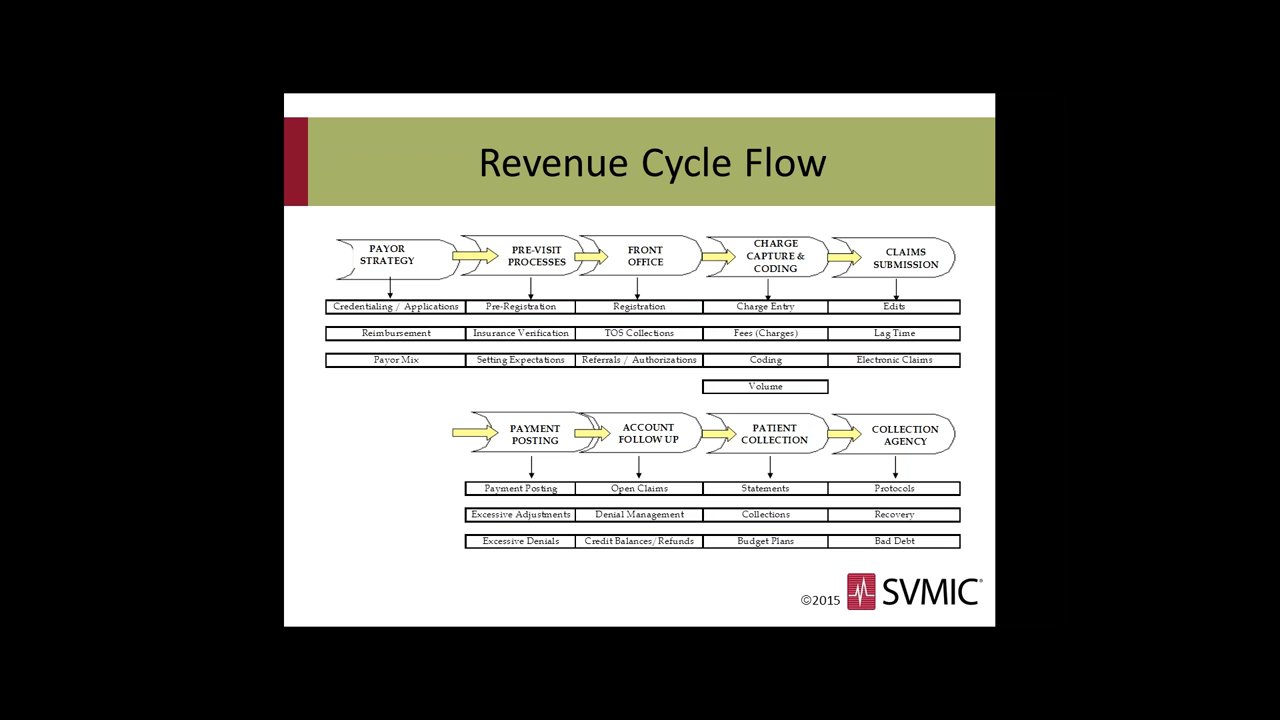 Revenue Cycle Flow
PAYOR
STRATEGY
PRE-VISIT
PROCESSES
FRONT
OFFICE
CHARGE
CAPTURE &
CODING
CLAIMS
SUBMISSION
Credentialing / Applications
Pre-Registration
Registration
Charge Entry
Edits
Reimbursement
Insurance Verification
TOS Collections
Fees (Charges)
Lag Time
Payor Mix
Setting Expectations
Referrals / Authorizations
Coding
Electronic Claims
Volume
PAYMENT
POSTING
ACCOUNT
FOLLOW UP
PATIENT
COLLECTION
COLLECTION
AGENCY
Payment Posting
Open Claims
Statements
Protocols
Excessive Adjustments
Denial Management
Collections
Recovery
Excessive Denials
Credit Balances/Refunds
Budget Plans
Bad Debt
©2015
SVMIC®